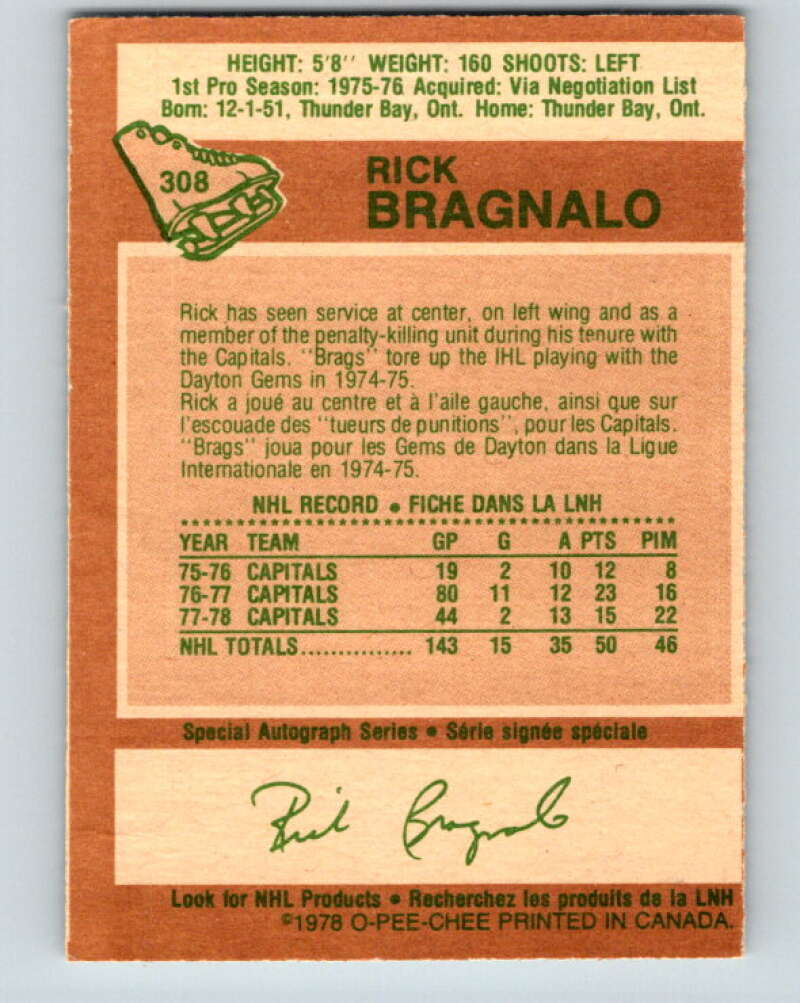 HEIGHT: 5'8'' WEIGHT: 160 SHOOTS: LEFT
1st Pro Season: 1975-76 Acquired: Via Negotiation List
Born: 12-1-51, Thunder Bay, Ont. Home: Thunder Bay, Ont.
308
RICK
BRAGNALO
Rick has seen service at center, on left wing and as a
member of the penalty-killing unit during his tenure with
the Capitals. ''Brags'' tore up the IHL playing with the
Dayton Gems in 1974-75.
Rick a joué au centre et à l'aile gauche, ainsi que sur
l'escouade des ''tueurs de punitions'', pour les Capitals.
''Brags'' joua pour les Gems de Dayton dans la Ligue
Internationale en 1974-75.
NHL RECORD • FICHE DANS LA LNH
YEAR TEAM GP G A PTS PIM
75-76 CAPITALS 19 2 10 12 8
76-77 CAPITALS 80 11 12 23 16
77-78 CAPITALS 44 2 13 15 22
NHL TOTALS............... 143 15 35 50 46
Special Autograph Series • Série signée spéciale
Rick Bragnalo
Look for NHL Products • Recherchez les produits de la LNH
©1978 O-PEE-CHEE PRINTED IN CANADA.